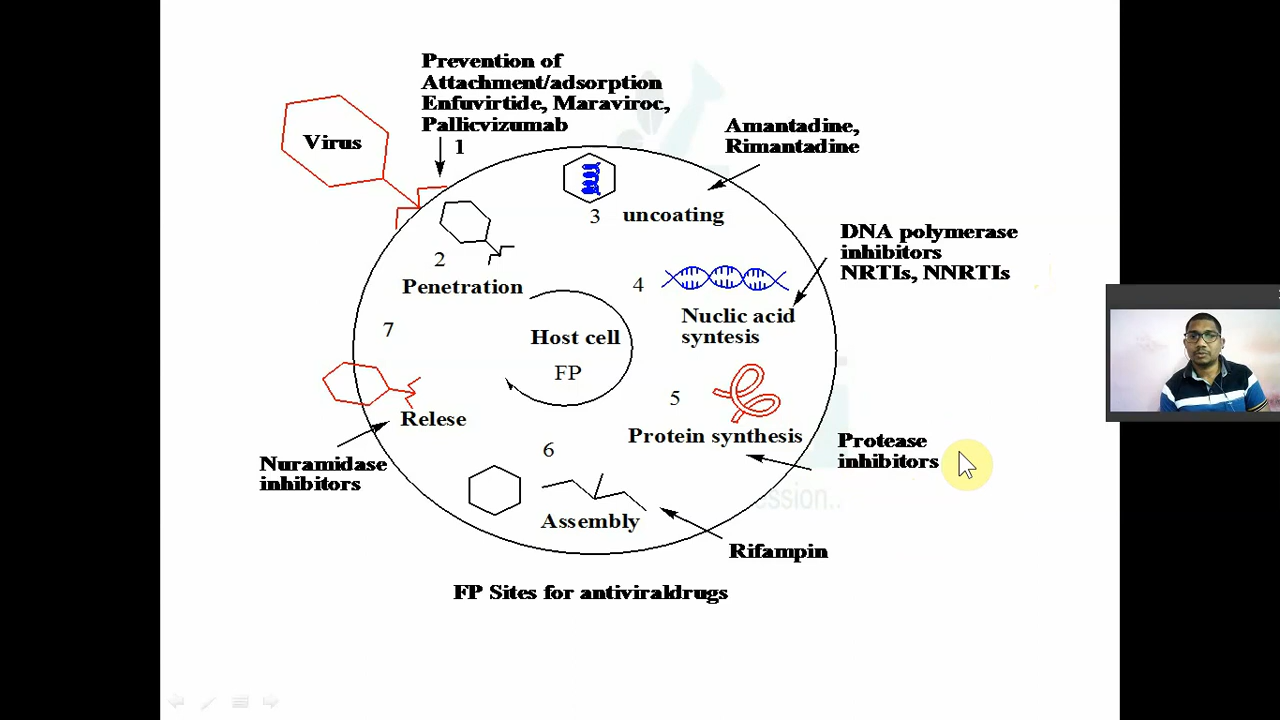 Prevention of
Attachment/adsorption
Enfuvirtide, Maraviroc,
Pallicvizumab
1
Virus
Amantadine,
Rimantadine
3 uncoating
2
Penetration
DNA polymerase
inhibitors
NRTIs, NNRTIs
4
Nuclic acid
syntesis
7
Host cell
FP
5
Protein synthesis
Relese
Protease
inhibitors
Nuramidase
inhibitors
6
Assembly
ession..
Rifampin
FP Sites for antiviraldrugs